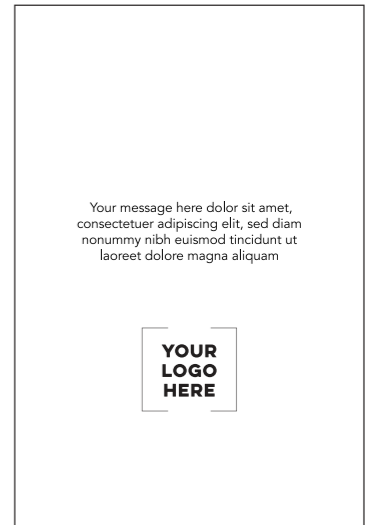 Your message here dolor sit amet,
consectetuer adipiscing elit, sed diam
nonummy nibh euismod tincidunt ut
laoreet dolore magna aliquam
YOUR
LOGO
HERE